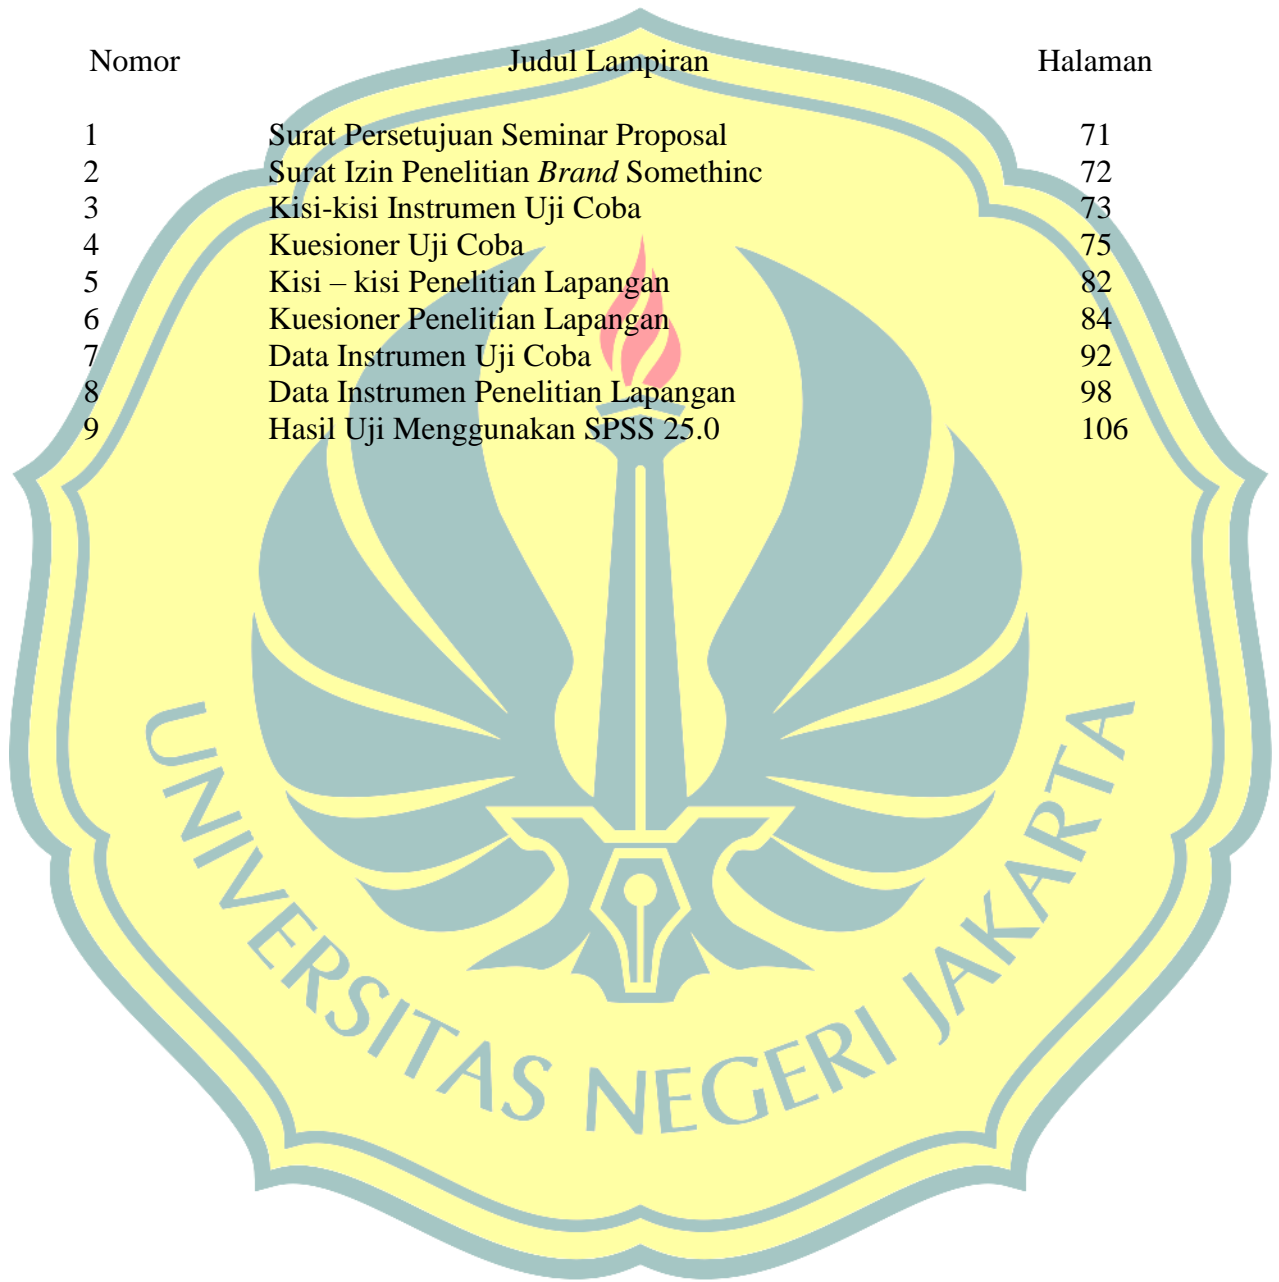 Nomor Judul Lampiran Halaman
1 Surat Persetujuan Seminar Proposal 71
2 Surat Izin Penelitian Brand Somethinc 72
3 Kisi-kisi Instrumen Uji Coba 73
4 Kuesioner Uji Coba 75
5 Kisi – kisi Penelitian Lapangan 82
6 Kuesioner Penelitian Lapangan 84
7 Data Instrumen Uji Coba 92
8 Data Instrumen Penelitian Lapangan 98
9 Hasil Uji Menggunakan SPSS 25.0 106
UNIVERSITAS NEGERI JAKARTA